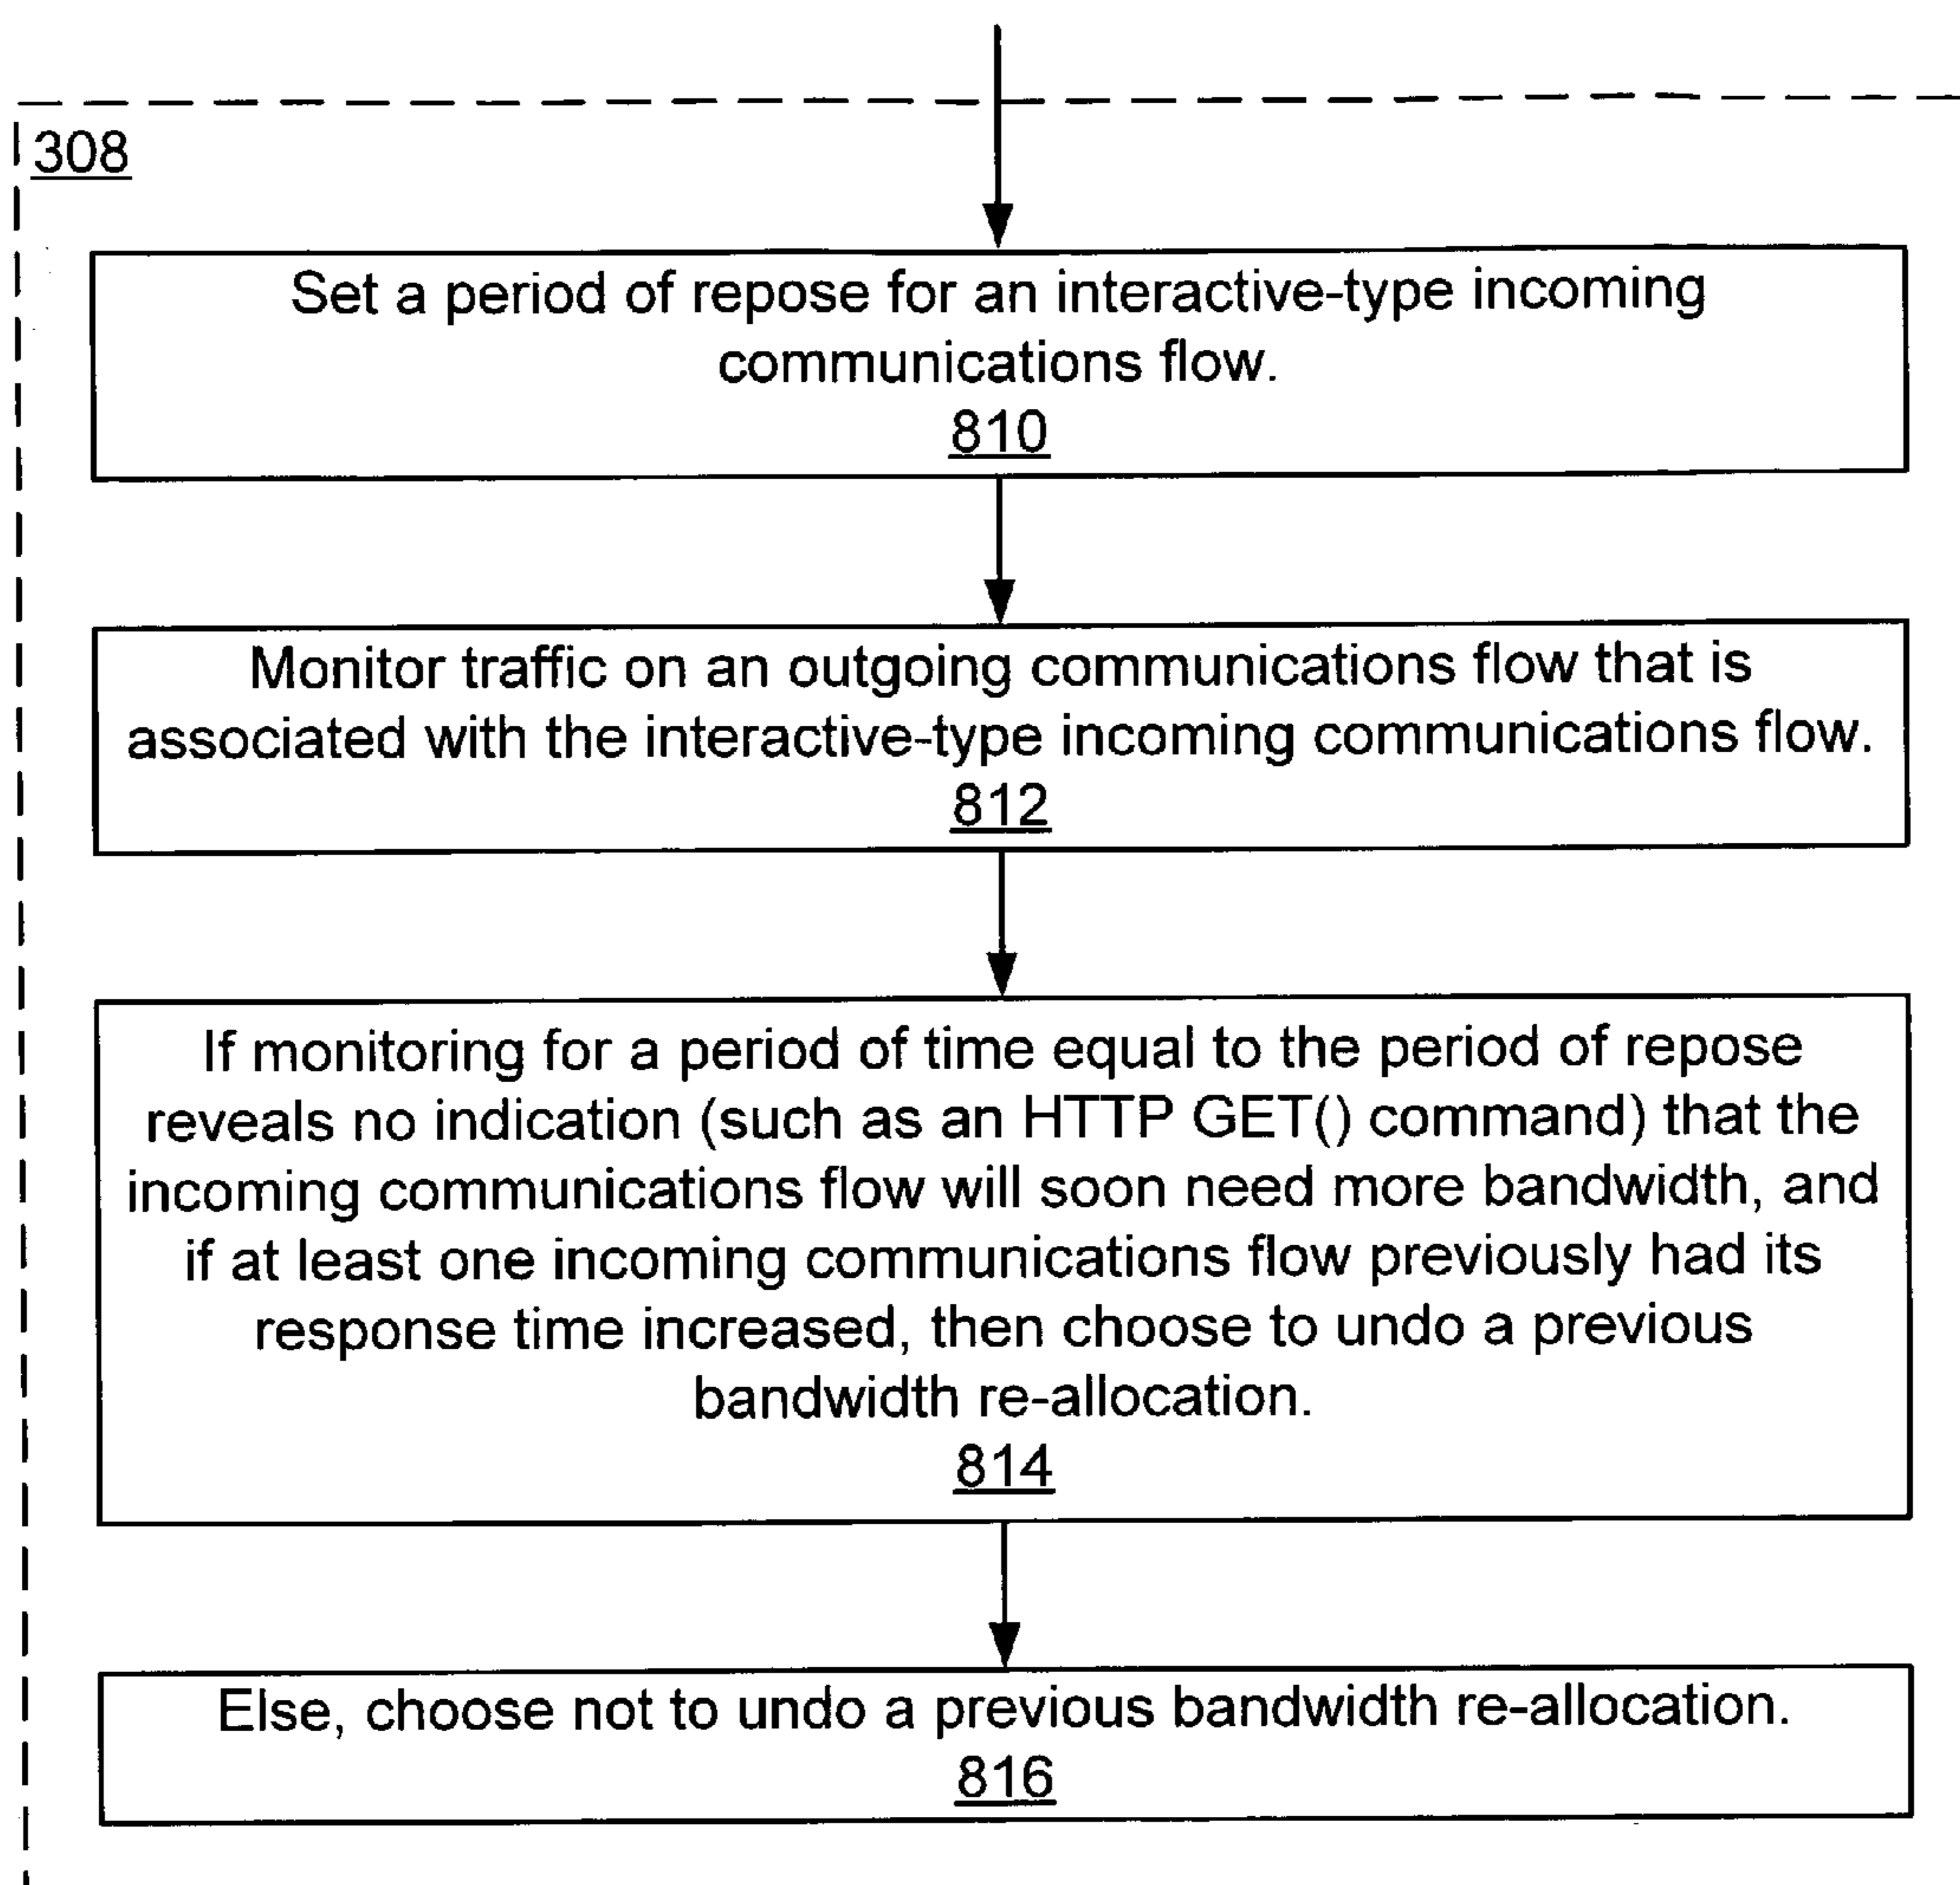 308
Set a period of repose for an interactive-type incoming
communications flow.
810
Monitor traffic on an outgoing communications flow that is
associated with the interactive-type incoming communications flow.
812
If monitoring for a period of time equal to the period of repose
reveals no indication (such as an HTTP GET() command) that the
incoming communications flow will soon need more bandwidth, and
if at least one incoming communications flow previously had its
response time increased, then choose to undo a previous
bandwidth re-allocation.
814
Else, choose not to undo a previous bandwidth re-allocation.
816